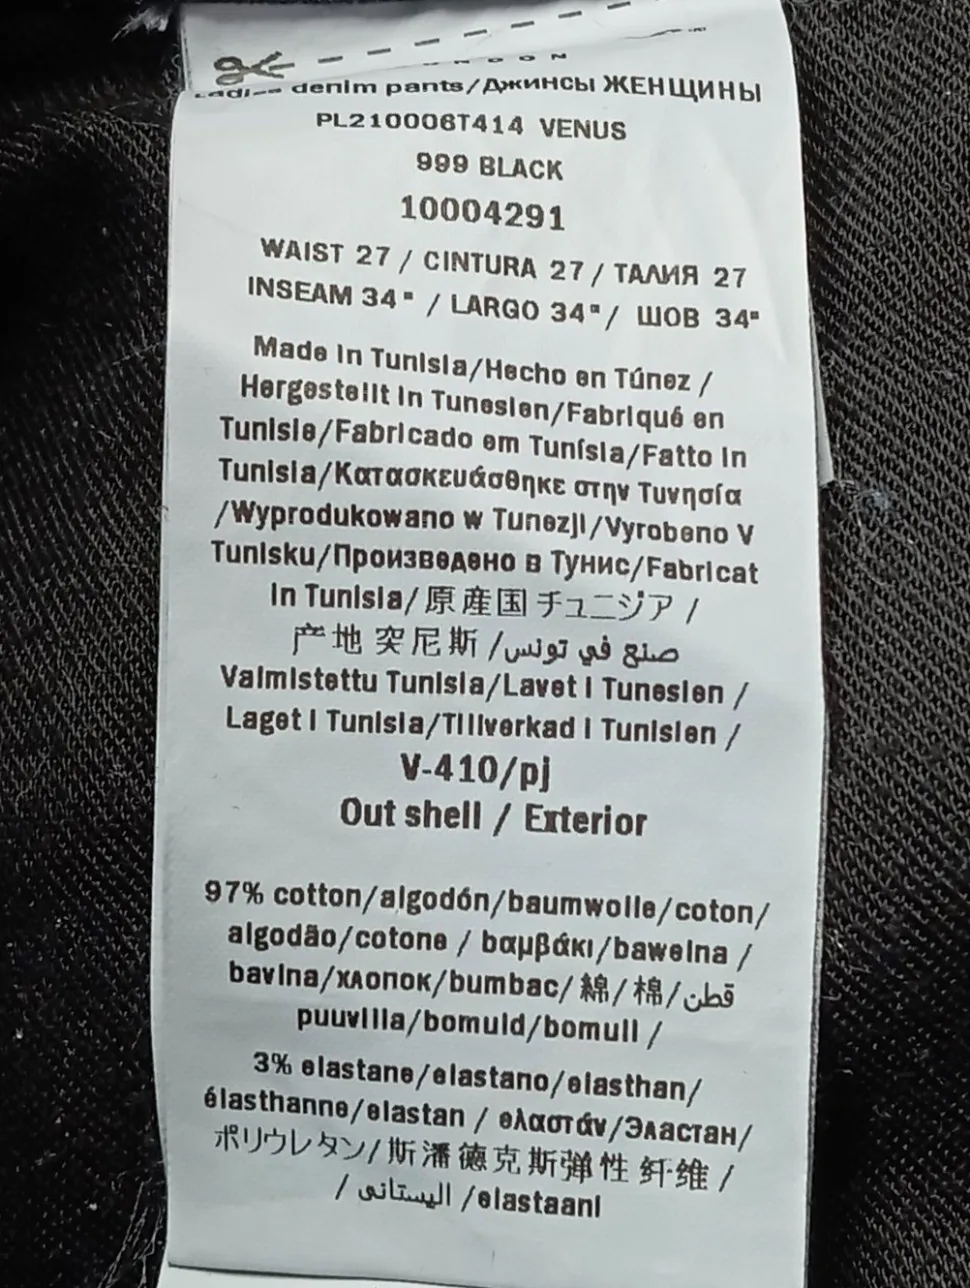 Ladies denim pants/Джинсы ЖЕНЩИНЫ
PL210006T414 VENUS
999 BLACK
10004291
WAIST 27 / CINTURA 27 / ТАЛИЯ 27
INSEAM 34" / LARGO 34"/ ШОВ 34"
Made in Tunisia/Hecho en Túnez /
Hergestellt in Tunesien/Fabriqué en
Tunisie/Fabricado em Tunísia/Fatto in
Tunisia/Κατασκευάσθηκε στην Τυνησία
/Wyprodukowano w Tunezji/Vyrobeno V
Tunisku/Произведено в Тунис/Fabricat
in Tunisia/原産国チュニジア /
产地 突尼斯 /صنع في تونس
Valmistettu Tunisia/Lavet i Tunesien /
Laget i Tunisia/Tillverkad i Tunisien /
V-410/pj
Out shell / Exterior
97% cotton/algodón/baumwolle/coton/
algodão/cotone / βαμβάκι/bawelna /
bavlna/хлопок/bumbac/ 綿/ 棉/قطن
puuvilla/bomuld/bomull /
3% elastane/elastano/elasthan/
élasthanne/elastan / ελαστάν/Эластан/
ポリウレタン/ 斯潘德克斯弹性 纤维 /
/ اليستانى /elastaani